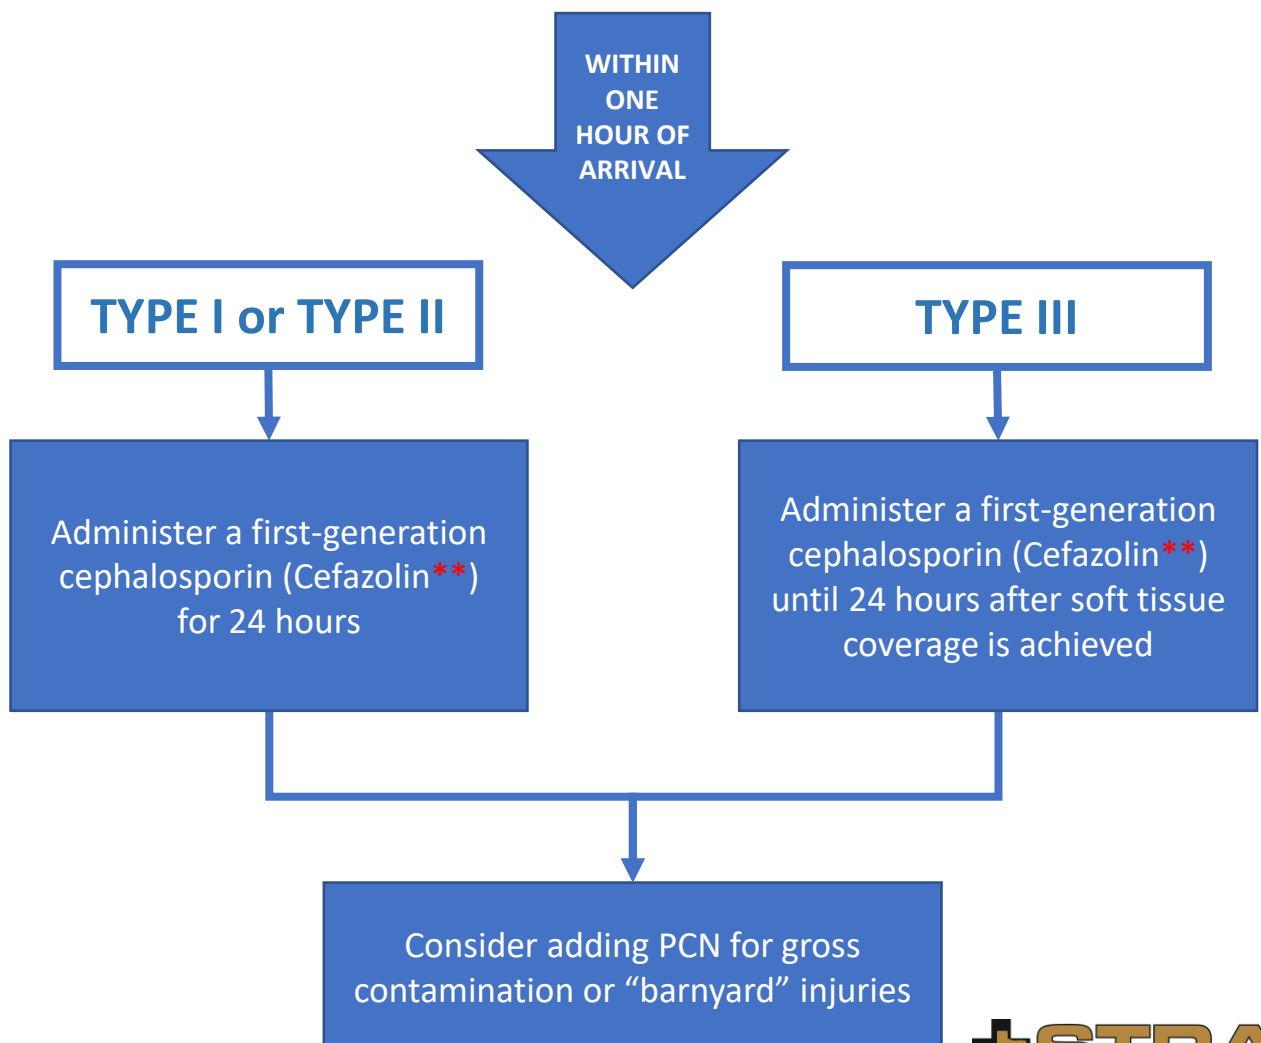 WITHIN
ONE
HOUR OF
ARRIVAL
TYPE I or TYPE II
TYPE III
Administer a first-generation
cephalosporin (Cefazolin**)
for 24 hours
Administer a first-generation
cephalosporin (Cefazolin**)
until 24 hours after soft tissue
coverage is achieved
Consider adding PCN for gross
contamination or “barnyard” injuries